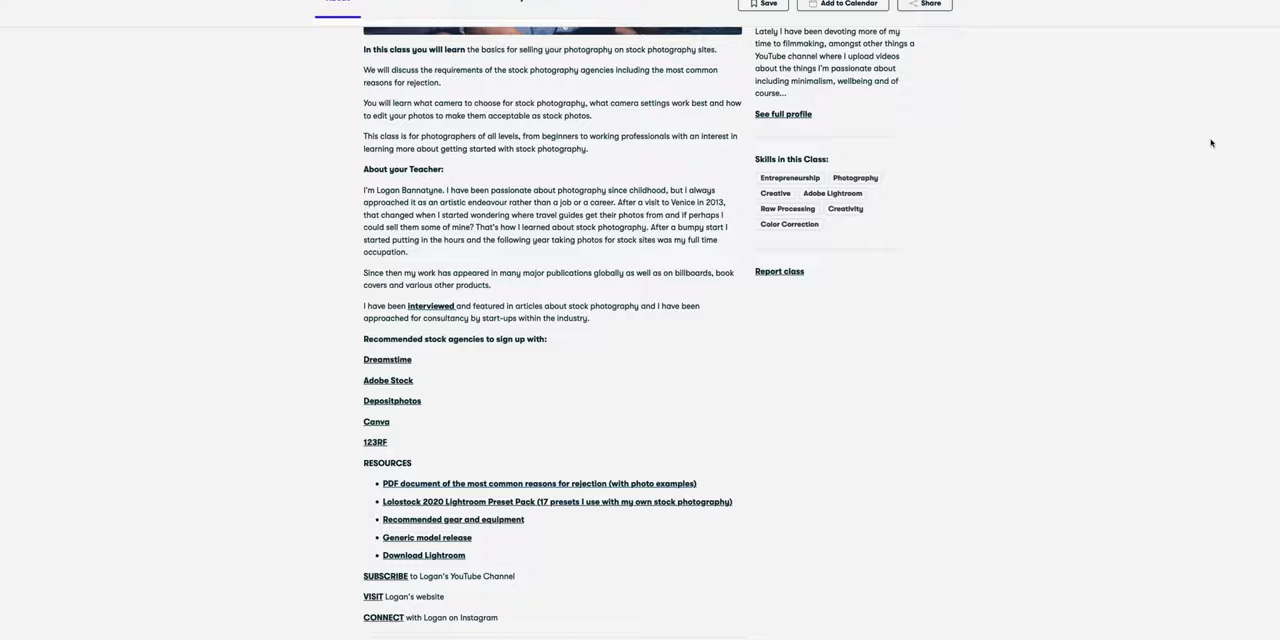 Save
Add to Calendar
Share
In this class you will learn the basics for selling your photography on stock photography sites.
We will discuss the requirements of the stock photography agencies including the most common
reasons for rejection.
You will learn what camera to choose for stock photography, what camera settings work best and how
to edit your photos to make them acceptable as stock photos.
This class is for photographers of all levels, from beginners to working professionals with an interest in
learning more about getting started with stock photography.
About your Teacher:
I'm Logan Bannatyne. I have been passionate about photography since childhood, but I always
approached it as an artistic endeavour rather than a job or a career. After a visit to Venice in 2013,
that changed when I started wondering where travel guides get their photos from and if perhaps I
could sell them some of mine? That's how I learned about stock photography. After a bumpy start I
started putting in the hours and the following year taking photos for stock sites was my full time
occupation.
Since then my work has appeared in many major publications globally as well as on billboards, book
covers and various other products.
I have been interviewed and featured in articles about stock photography and I have been
approached for consultancy by start-ups within the industry.
Recommended stock agencies to sign up with:
Dreamstime
Adobe Stock
Depositphotos
Canva
123RF
RESOURCES
• PDF document of the most common reasons for rejection (with photo examples)
• Lolostock 2020 Lightroom Preset Pack (17 presets I use with my own stock photography)
• Recommended gear and equipment
• Generic model release
• Download Lightroom
SUBSCRIBE to Logan's YouTube Channel
VISIT Logan's website
CONNECT with Logan on Instagram
Lately I have been devoting more of my
time to filmmaking, amongst other things a
YouTube channel where I upload videos
about the things I'm passionate about
including minimalism, wellbeing and of
course...
See full profile
Skills in this Class:
Entrepreneurship Photography
Creative Adobe Lightroom
Raw Processing Creativity
Color Correction
Report class